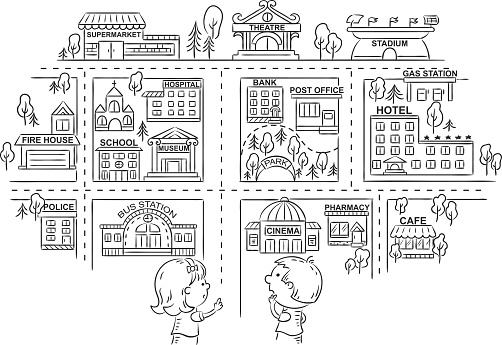 SUPERMARKET
THEATRE
STADIUM
GAS STATION
HOSPITAL
BANK
POST OFFICE
HOTEL
FIRE HOUSE
SCHOOL
MUSEUM
PARK
POLICE
BUS STATION
CINEMA
PHARMACY
CAFE